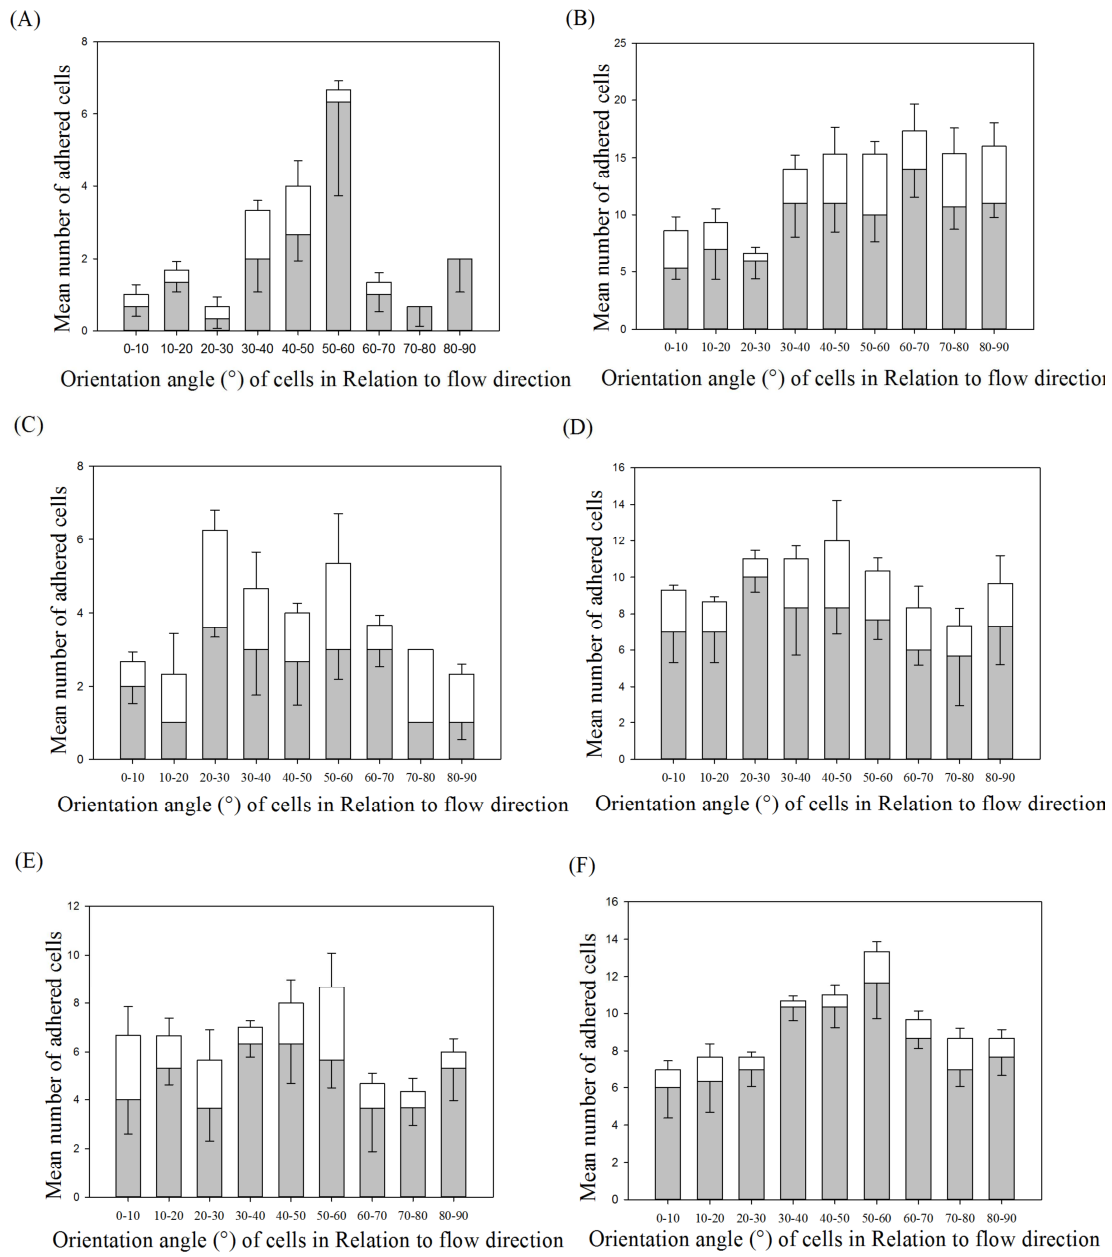 (A)
8
6
4
2
0
Mean number of adhered cells
0-10 10-20 20-30 30-40 40-50 50-60 60-70 70-80 80-90
Orientation angle (°) of cells in Relation to flow direction
(B)
25
20
15
10
5
0
Mean number of adhered cells
0-10 10-20 20-30 30-40 40-50 50-60 60-70 70-80 80-90
Orientation angle (°) of cells in Relation to flow direction
(C)
8
6
4
2
0
Mean number of adhered cells
0-10 10-20 20-30 30-40 40-50 50-60 60-70 70-80 80-90
Orientation angle (°) of cells in Relation to flow direction
(D)
16
14
12
10
8
6
4
2
0
Mean number of adhered cells
0-10 10-20 20-30 30-40 40-50 50-60 60-70 70-80 80-90
Orientation angle (°) of cells in Relation to flow direction
(E)
12
10
8
6
4
2
0
Mean number of adhered cells
0-10 10-20 20-30 30-40 40-50 50-60 60-70 70-80 80-90
Orientation angle (°) of cells in Relation to flow direction
(F)
16
14
12
10
8
6
4
2
0
Mean number of adhered cells
0-10 10-20 20-30 30-40 40-50 50-60 60-70 70-80 80-90
Orientation angle (°) of cells in Relation to flow direction